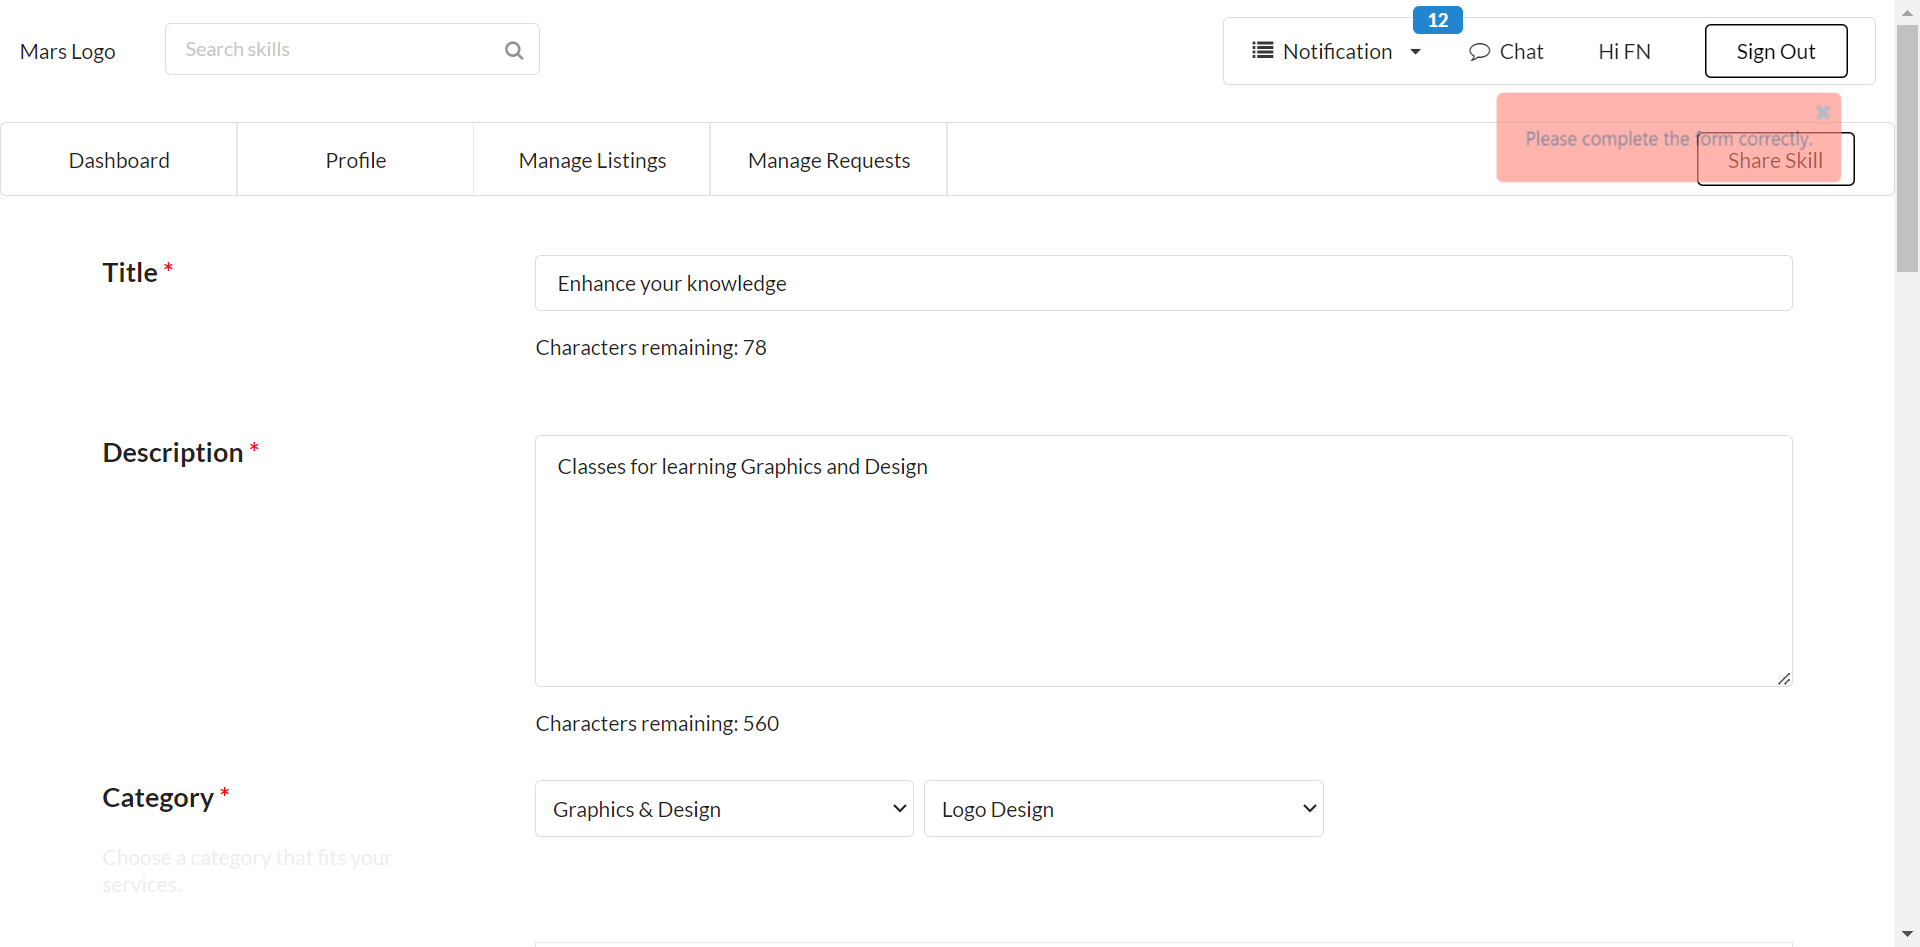 Mars Logo
Search skills
Notification
12
Chat
Hi FN
Sign Out
Please complete the form correctly.
Dashboard
Profile
Manage Listings
Manage Requests
Share Skill
Title *
Enhance your knowledge
Characters remaining: 78
Description *
Classes for learning Graphics and Design
Characters remaining: 560
Category *
Graphics & Design
Logo Design
Choose a category that fits your
services.